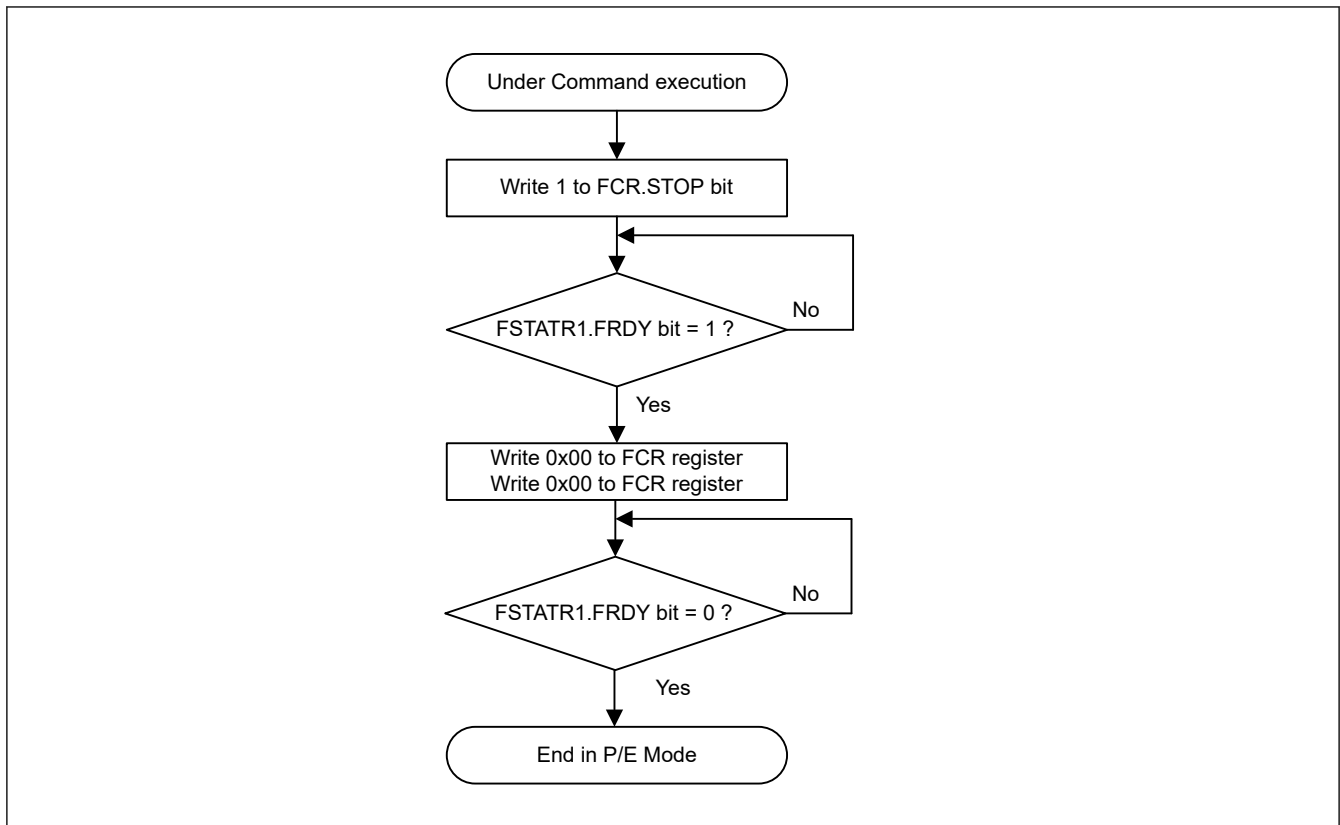 Under Command execution
Write 1 to FCR.STOP bit
No
FSTATR1.FRDY bit = 1 ?
Yes
Write 0x00 to FCR register
Write 0x00 to FCR register
No
FSTATR1.FRDY bit = 0 ?
Yes
End in P/E Mode